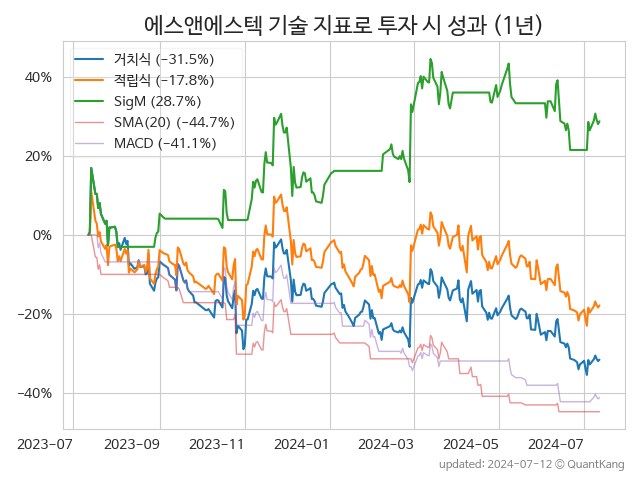 에스앤에스텍 기술 지표로 투자 시 성과 (1년)
거치식 (−31.5%)
적립식 (−17.8%)
SigM (28.7%)
SMA(20) (−44.7%)
MACD (−41.1%)
40%
20%
0%
−20%
−40%
2023-07 2023-09 2023-11 2024-01 2024-03 2024-05 2024-07
updated: 2024-07-12 © QuantKang